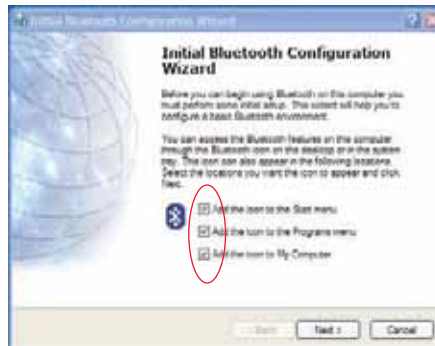 Initial Bluetooth Configuration Wizard
Initial Bluetooth Configuration
Wizard
Before you can begin using Bluetooth on this computer you
must perform some initial setup. This wizard will help you to
configure a basic Bluetooth environment.
You can access the Bluetooth features on this computer
through the Bluetooth icon on the desktop or in the system
tray. This icon can also appear in the following locations.
Select the locations you want the icon to appear and click
Next.
Add the icon to the Start menu
Add the icon to the Programs menu
Add the icon to My Computer
< Back
Next >
Cancel